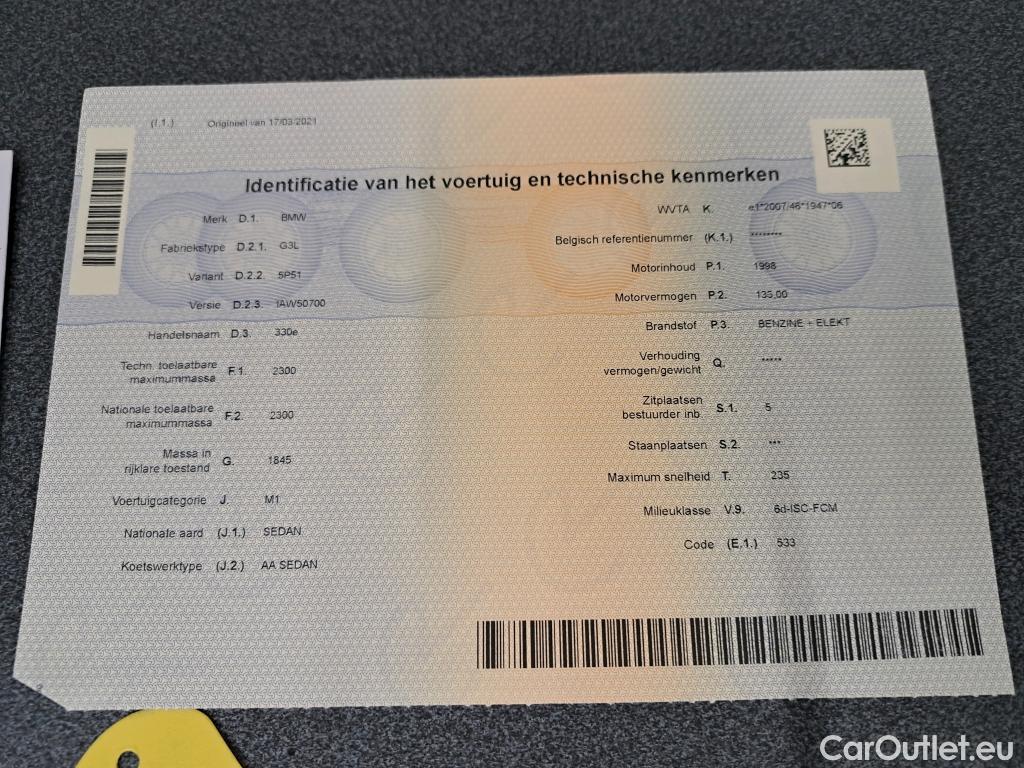 (I.1.) Origineel van 17/03/2021
Identificatie van het voertuig en technische kenmerken
Merk D.1. BMW
Fabriekstype D.2.1. G3L
Variant D.2.2. 5P51
Versie D.2.3. IAW50700
Handelsnaam D.3. 330e
Techn. toelaatbare
maximummassa F.1. 2300
Nationale toelaatbare
maximummassa F.2. 2300
Massa in
rijklare toestand G. 1845
Voertuigcategorie J. M1
Nationale aard (J.1.) SEDAN
Koetswerktype (J.2.) AA SEDAN
WVTA K. e1*2007/46*1947*06
Belgisch referentienummer (K.1.) ********
Motorinhoud P.1. 1998
Motorvermogen P.2. 135,00
Brandstof P.3. BENZINE + ELEKT
Verhouding
vermogen/gewicht Q. *****
Zitplaatsen
bestuurder inb. S.1. 5
Staanplaatsen S.2. ***
Maximum snelheid T. 235
Milieuklasse V.9. 6d-ISC-FCM
Code (E.1.) 533
CarOutlet.eu